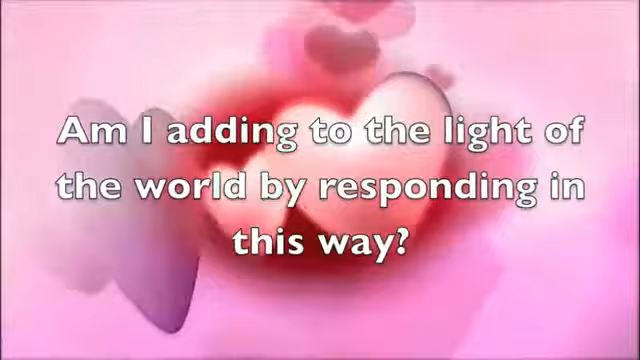 Am I adding to the light of
the world by responding in
this way?